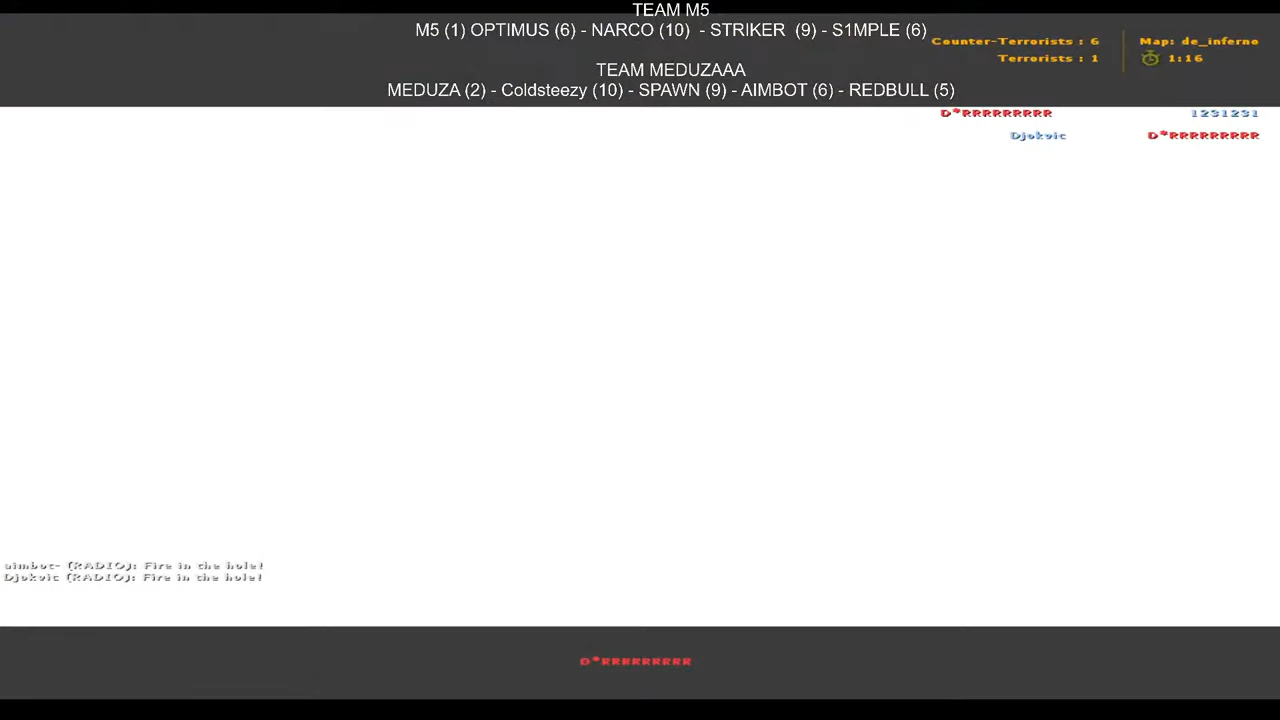 TEAM M5
M5 (1) OPTIMUS (6) - NARCO (10)  - STRIKER  (9) - S1MPLE (6)
TEAM MEDUZAAA
MEDUZA (2) - Coldsteezy (10) - SPAWN (9) - AIMBOT (6) - REDBULL (5)
Counter-Terrorists : 6
Terrorists : 1
Map: de_inferno
1:16
D*RRRRRRRRR 1231231
Djokvic D*RRRRRRRRR
aimbot- (RADIO): Fire in the hole!
Djokvic (RADIO): Fire in the hole!
D*RRRRRRRRR